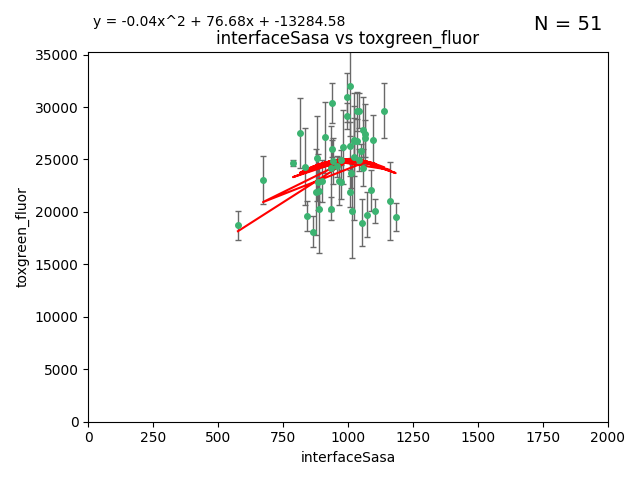 y = -0.04x^2 + 76.68x + -13284.58
N = 51
interfaceSasa vs toxgreen_fluor
35000
30000
25000
20000
15000
10000
5000
0
toxgreen_fluor
0 250 500 750 1000 1250 1500 1750 2000
interfaceSasa